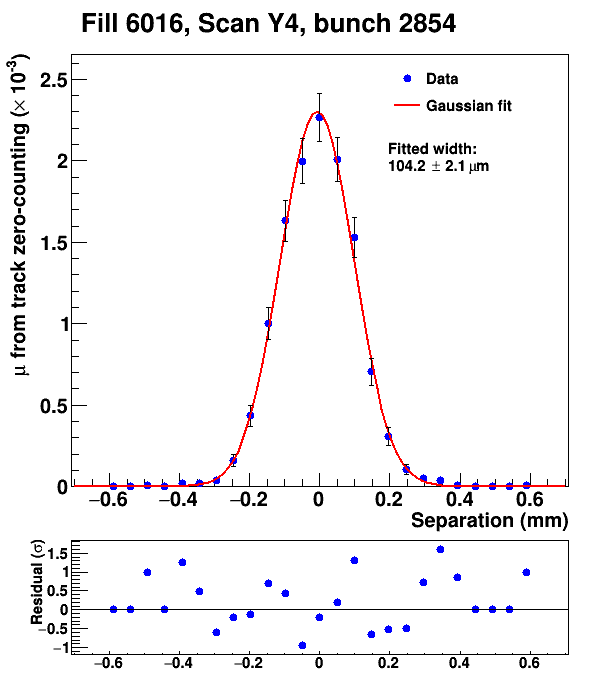 Fill 6016, Scan Y4, bunch 2854
μ from track zero-counting (× 10⁻³)
2.5
2
1.5
1
0.5
0
Data
Gaussian fit
Fitted width:
104.2 ± 2.1 μm
−0.6 −0.4 −0.2 0 0.2 0.4 0.6
Separation (mm)
Residual (σ)
1.5
1
0.5
0
−0.5
−1
−0.6 −0.4 −0.2 0 0.2 0.4 0.6